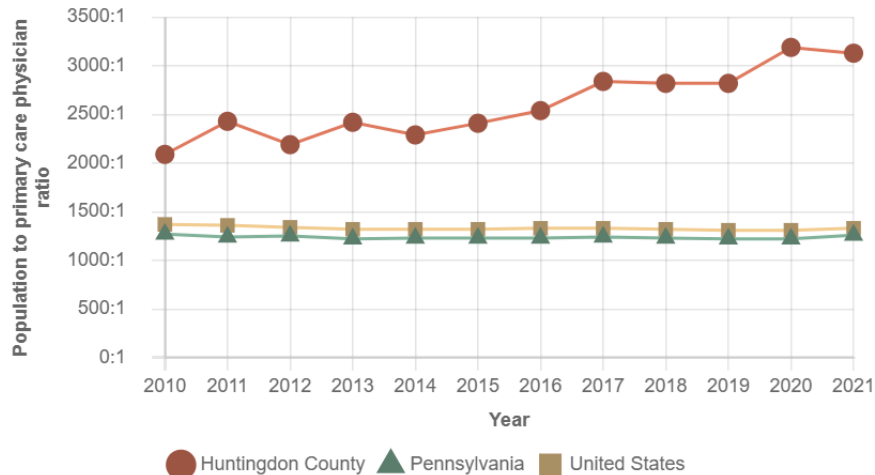 Population to primary care physician
ratio
3500:1
3000:1
2500:1
2000:1
1500:1
1000:1
500:1
0:1
2010 2011 2012 2013 2014 2015 2016 2017 2018 2019 2020 2021
Year
Huntingdon County Pennsylvania United States